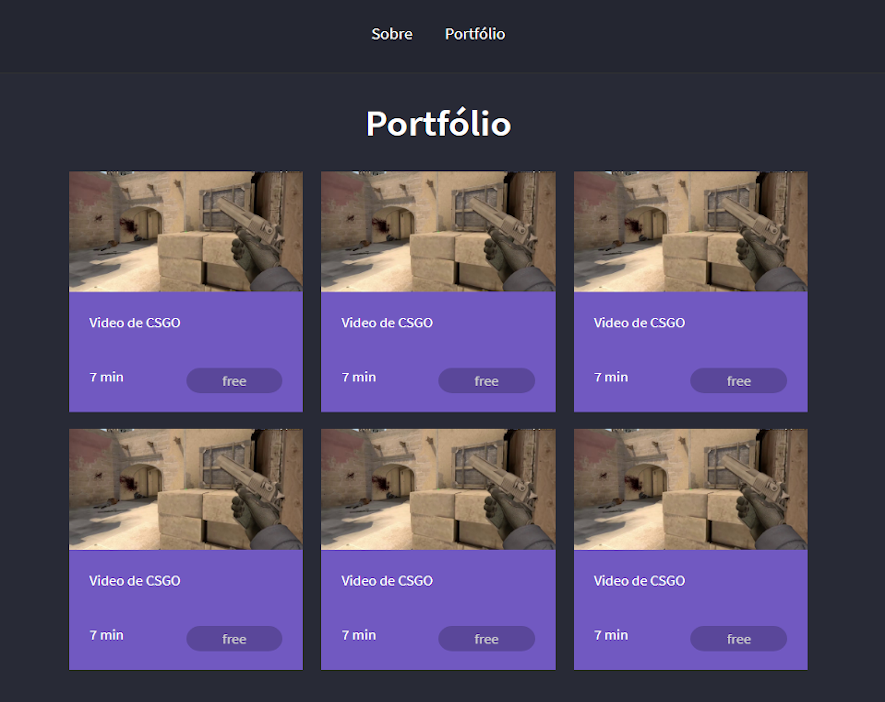 Sobre Portfólio
Portfólio
Video de CSGO Video de CSGO Video de CSGO
7 min free 7 min free 7 min free
Video de CSGO Video de CSGO Video de CSGO
7 min free 7 min free 7 min free